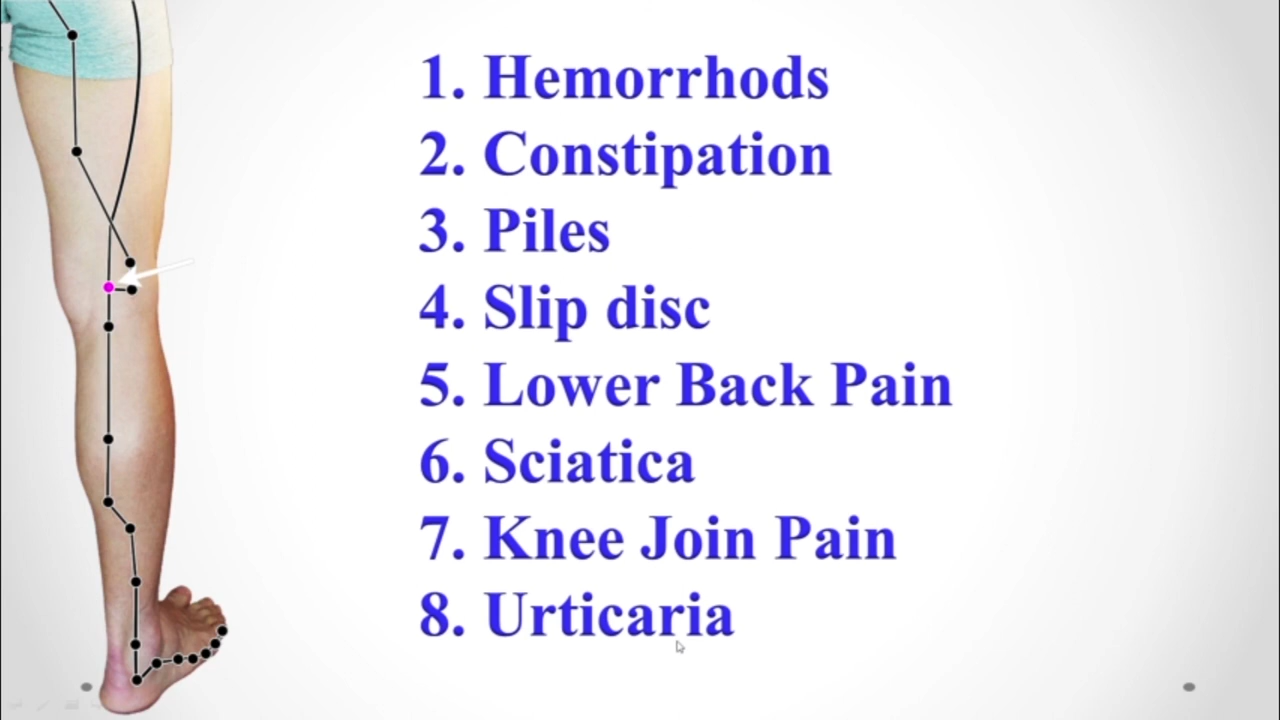 1. Hemorrhods
2. Constipation
3. Piles
4. Slip disc
5. Lower Back Pain
6. Sciatica
7. Knee Join Pain
8. Urticaria